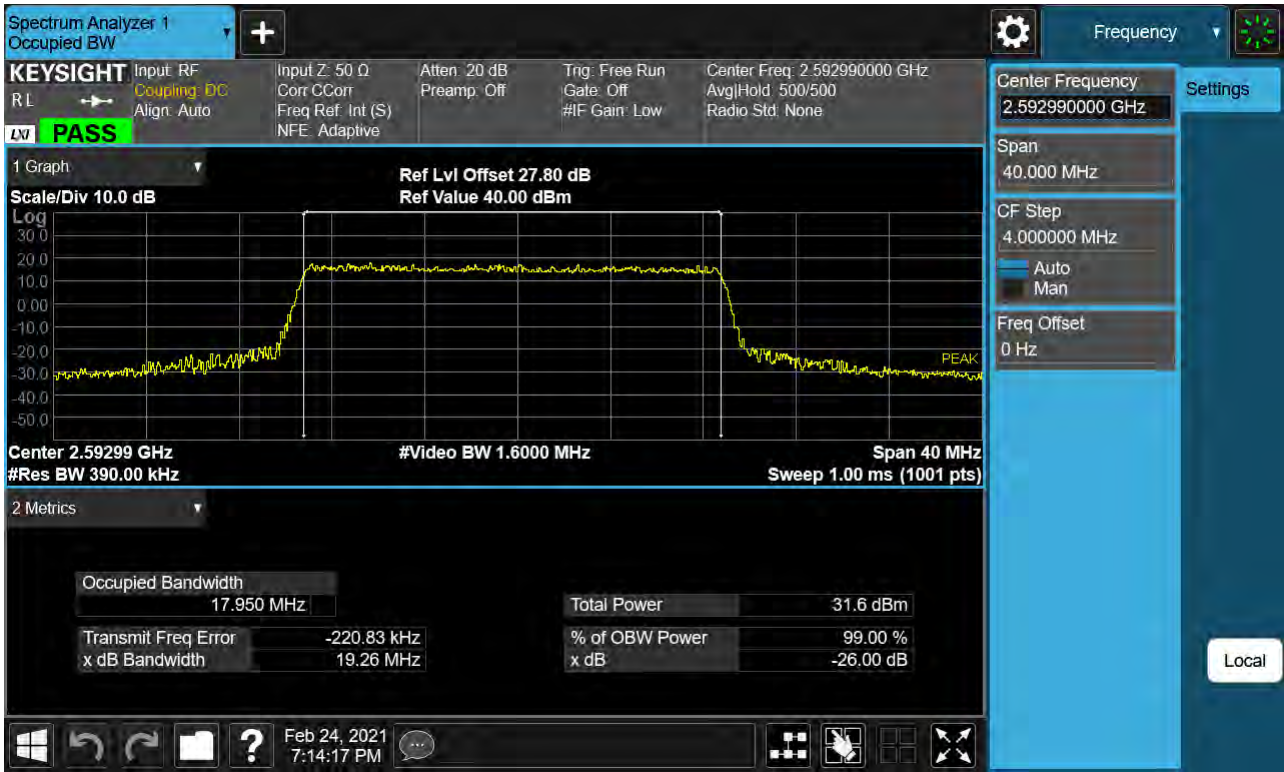 Spectrum Analyzer 1
Occupied BW
Frequency
KEYSIGHT
R L
LXI
PASS
Input: RF
Coupling: DC
Align: Auto
Input Z: 50 Ω
Corr CCorr
Freq Ref: Int (S)
NFE: Adaptive
Atten: 20 dB
Preamp: Off
Trig: Free Run
Gate: Off
#IF Gain: Low
Center Freq: 2.592990000 GHz
Avg|Hold: 500/500
Radio Std: None
Center Frequency
2.592990000 GHz
Settings
Span
40.000 MHz
CF Step
4.000000 MHz
Auto
Man
Freq Offset
0 Hz
Local
1 Graph
Scale/Div 10.0 dB
Ref Lvl Offset 27.80 dB
Ref Value 40.00 dBm
Log
30.0
20.0
10.0
0.00
-10.0
-20.0
-30.0
-40.0
-50.0
PEAK
Center 2.59299 GHz
#Video BW 1.6000 MHz
Span 40 MHz
#Res BW 390.00 kHz
Sweep 1.00 ms (1001 pts)
2 Metrics
Occupied Bandwidth
17.950 MHz
Total Power 31.6 dBm
Transmit Freq Error -220.83 kHz
% of OBW Power 99.00 %
x dB Bandwidth 19.26 MHz
x dB -26.00 dB
?
Feb 24, 2021
7:14:17 PM